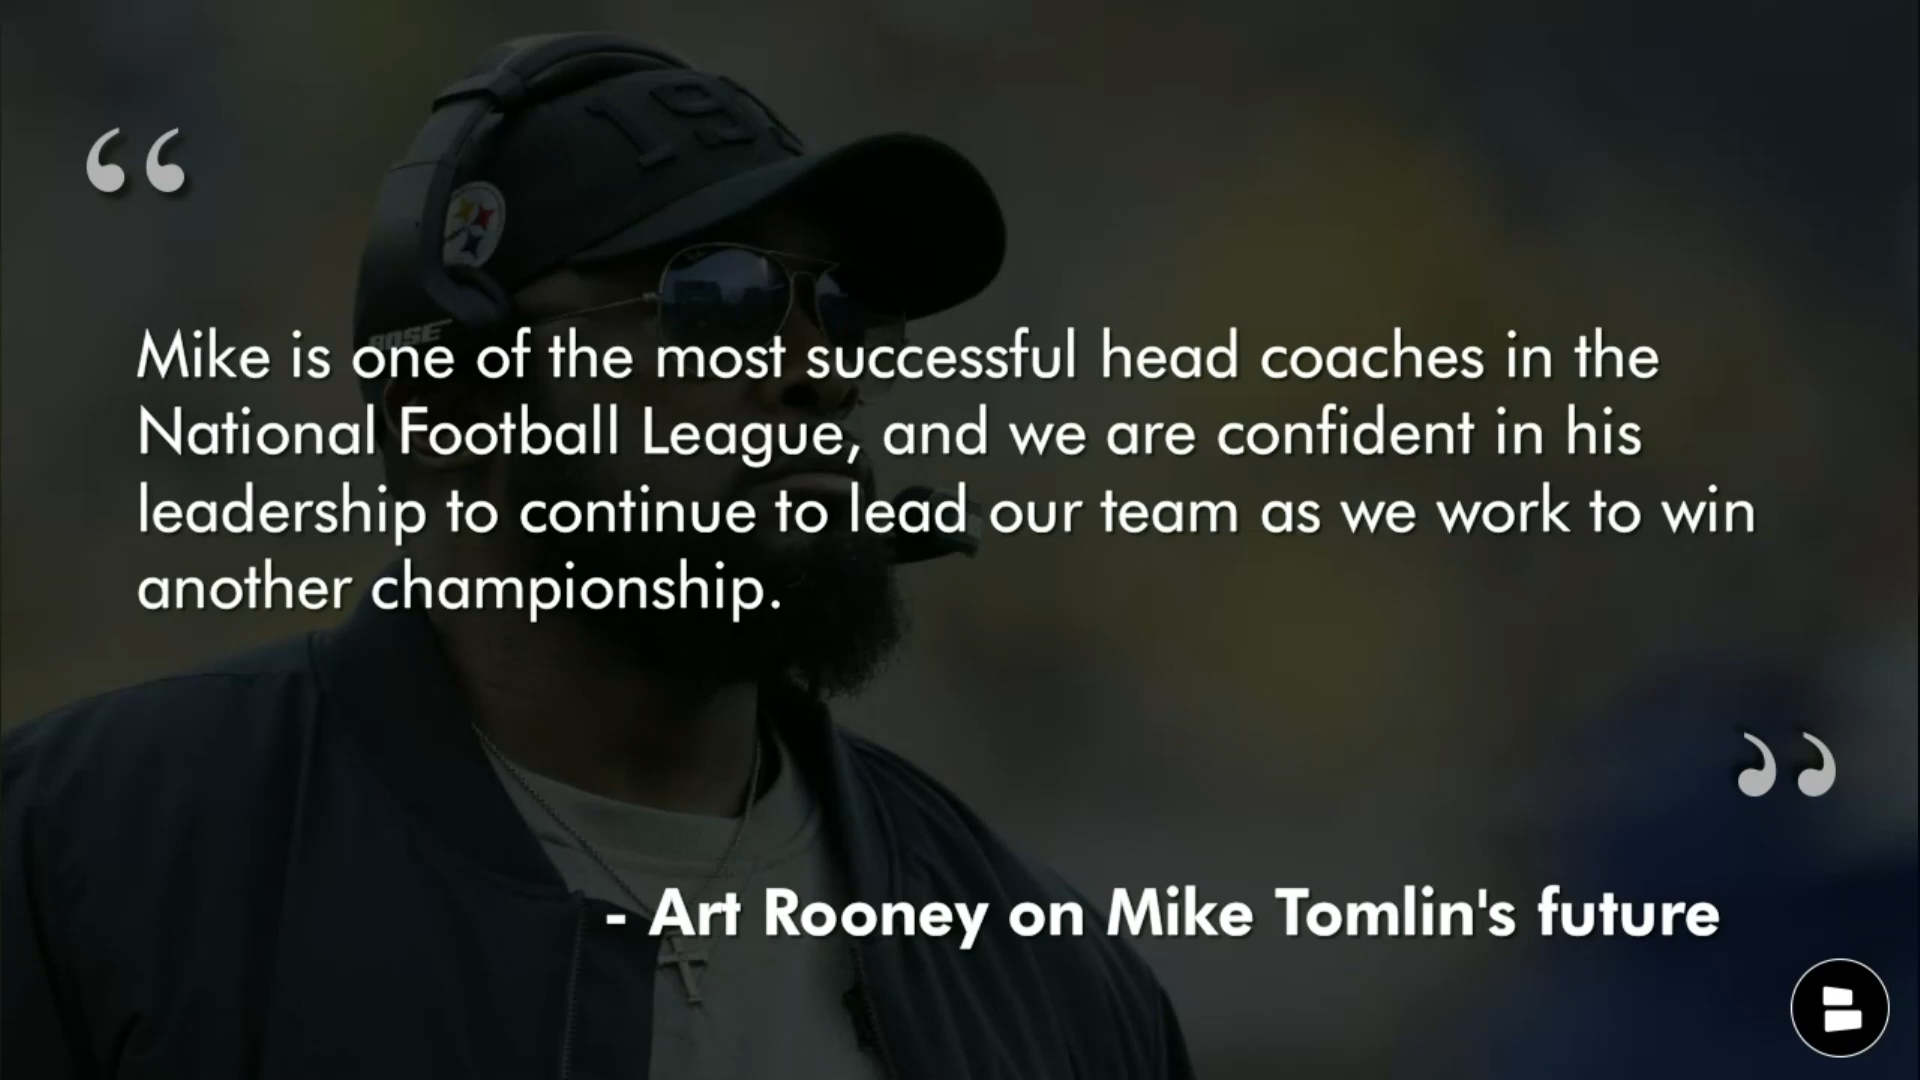 BOSE
“
Mike is one of the most successful head coaches in the
National Football League, and we are confident in his
leadership to continue to lead our team as we work to win
another championship.
”
- Art Rooney on Mike Tomlin's future